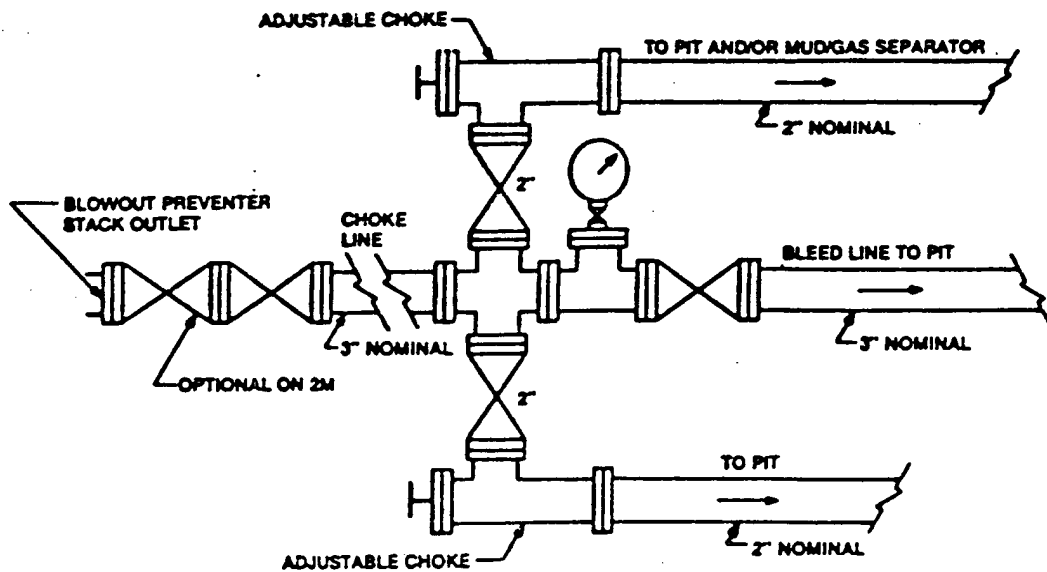 ADJUSTABLE CHOKE
TO PIT AND/OR MUD/GAS SEPARATOR
2" NOMINAL
2"
BLOWOUT PREVENTER
STACK OUTLET
CHOKE
LINE
BLEED LINE TO PIT
3" NOMINAL
3" NOMINAL
OPTIONAL ON 2M
2"
TO PIT
2" NOMINAL
ADJUSTABLE CHOKE